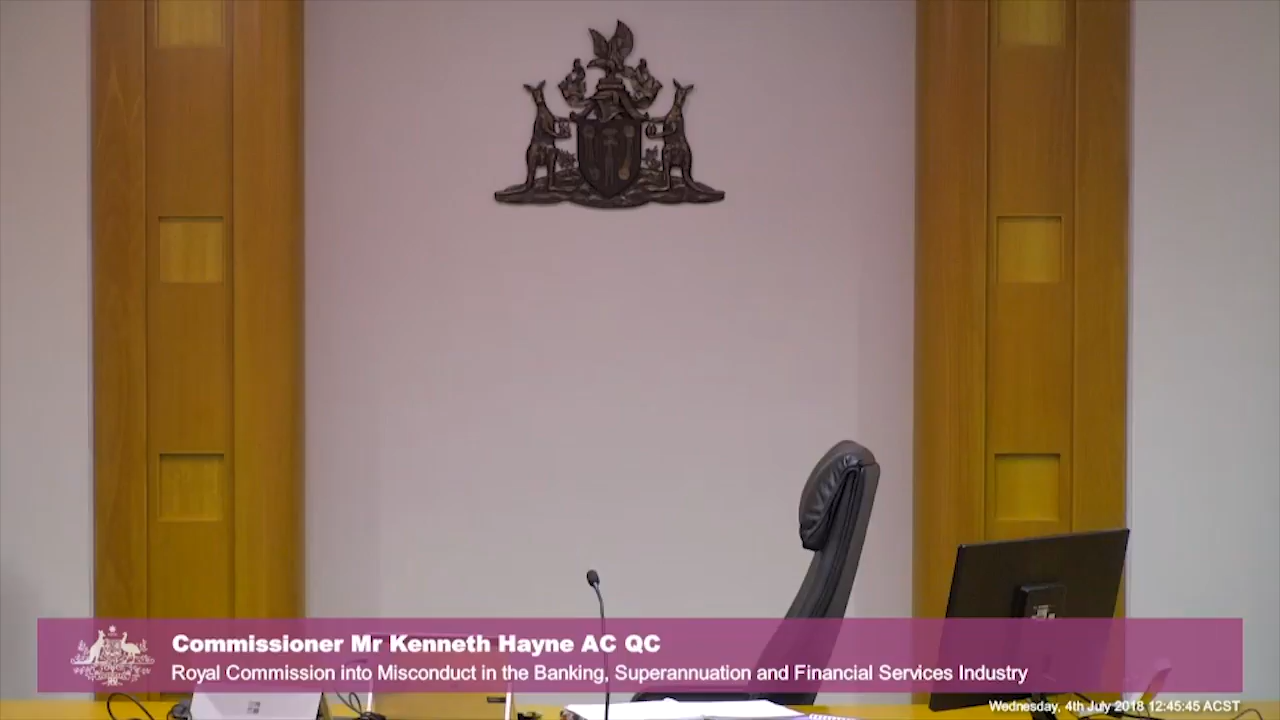 Commissioner Mr Kenneth Hayne AC QC
Royal Commission into Misconduct in the Banking, Superannuation and Financial Services Industry
Wednesday, 4th July 2018 12:45:45 ACST